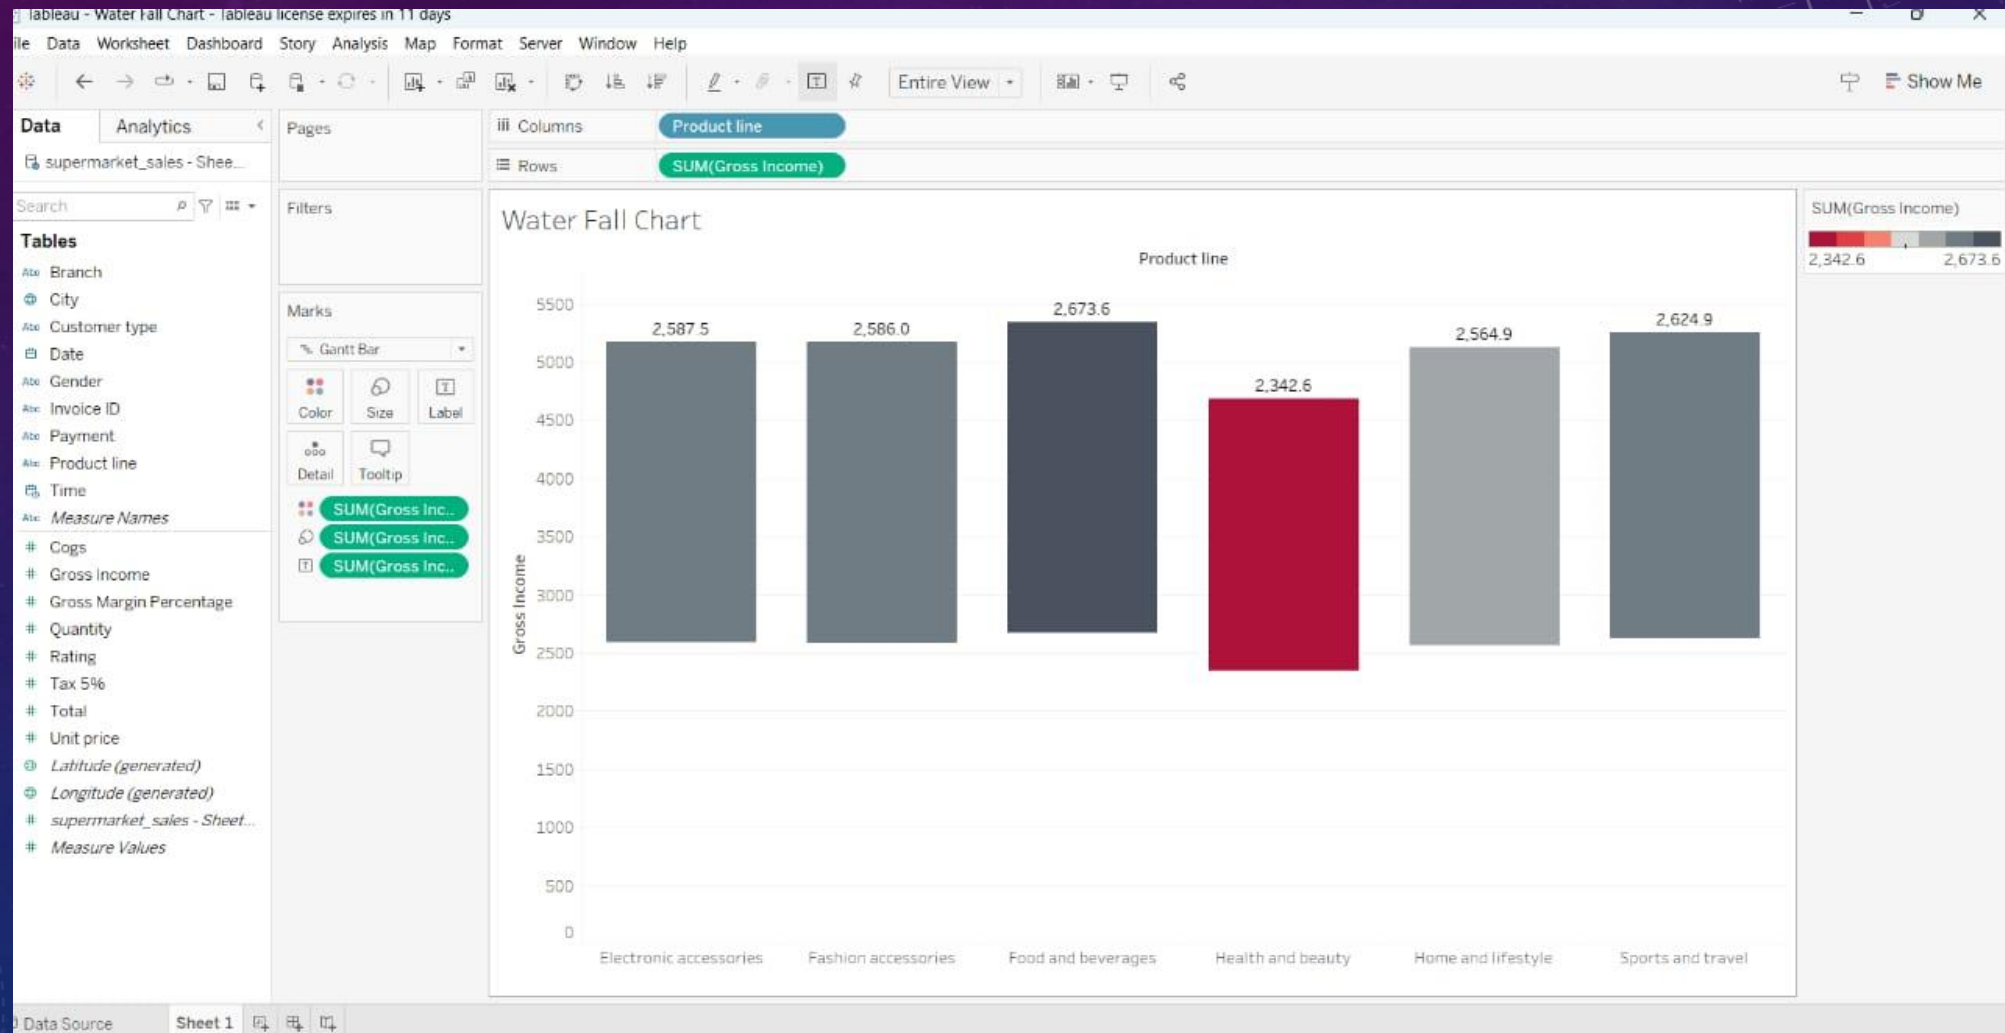 Tableau - Water Fall Chart - Tableau license expires in 11 days
ile Data Worksheet Dashboard Story Analysis Map Format Server Window Help
Entire View
Show Me
Data Analytics
supermarket_sales - Shee...
Search
Tables
Abc Branch
City
Abc Customer type
Date
Abc Gender
Abc Invoice ID
Abc Payment
Abc Product line
Time
Abc Measure Names
# Cogs
# Gross Income
# Gross Margin Percentage
# Quantity
# Rating
# Tax 5%
# Total
# Unit price
Latitude (generated)
Longitude (generated)
# supermarket_sales - Sheet...
# Measure Values
Pages
Filters
Marks
Gantt Bar
Color Size Label
Detail Tooltip
SUM(Gross Inc..
SUM(Gross Inc..
SUM(Gross Inc..
Columns Product line
Rows SUM(Gross Income)
Water Fall Chart
Product line
Gross Income
5500
5000
4500
4000
3500
3000
2500
2000
1500
1000
500
0
2,587.5
2,586.0
2,673.6
2,342.6
2,564.9
2,624.9
Electronic accessories
Fashion accessories
Food and beverages
Health and beauty
Home and lifestyle
Sports and travel
SUM(Gross Income)
2,342.6 2,673.6
Data Source Sheet 1